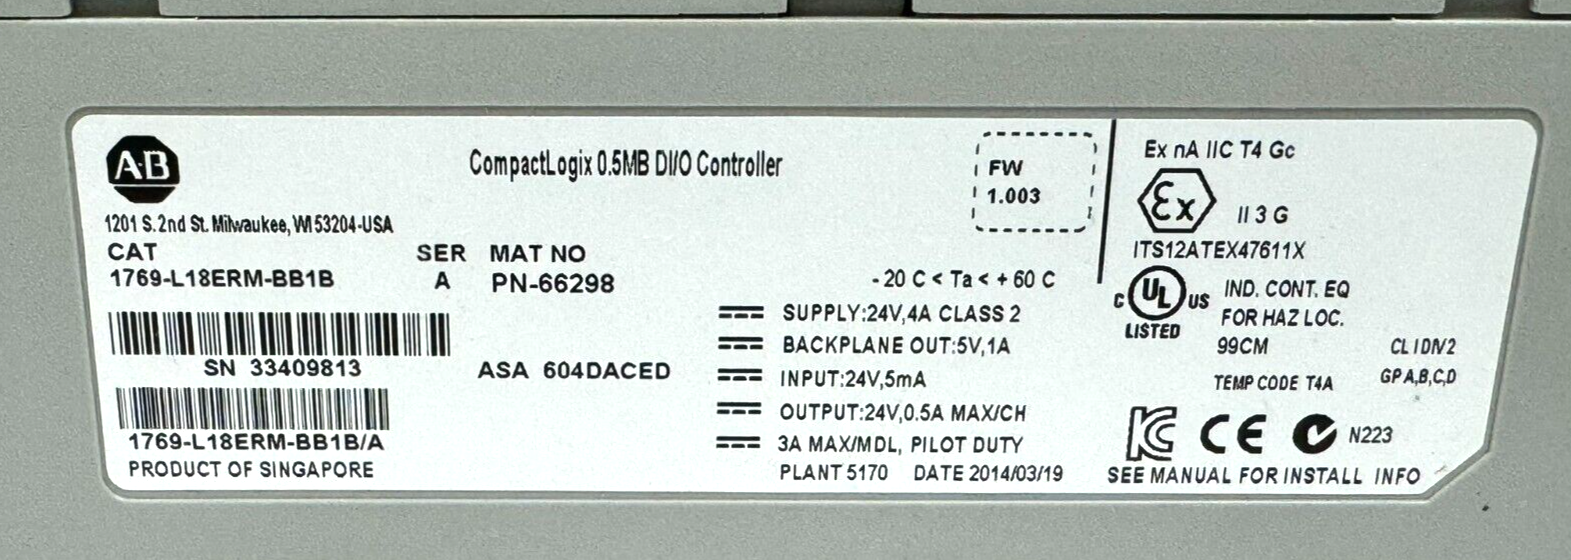 A·B
CompactLogix 0.5MB DI/O Controller
FW
1.003
1201 S. 2nd St. Milwaukee, WI 53204-USA
CAT SER MAT NO
1769-L18ERM-BB1B A PN-66298
SN 33409813
ASA 604DACED
1769-L18ERM-BB1B/A
PRODUCT OF SINGAPORE
-20 C < Ta < +60 C
SUPPLY:24V,4A CLASS 2
BACKPLANE OUT:5V,1A
INPUT:24V,5mA
OUTPUT:24V,0.5A MAX/CH
3A MAX/MDL, PILOT DUTY
PLANT 5170 DATE 2014/03/19
Ex nA IIC T4 Gc
Ex II 3 G
ITS12ATEX47611X
C UL US
LISTED
IND. CONT. EQ
FOR HAZ LOC.
99CM CL I DIV 2
TEMP CODE T4A GP A,B,C,D
KC CE N223
SEE MANUAL FOR INSTALL INFO